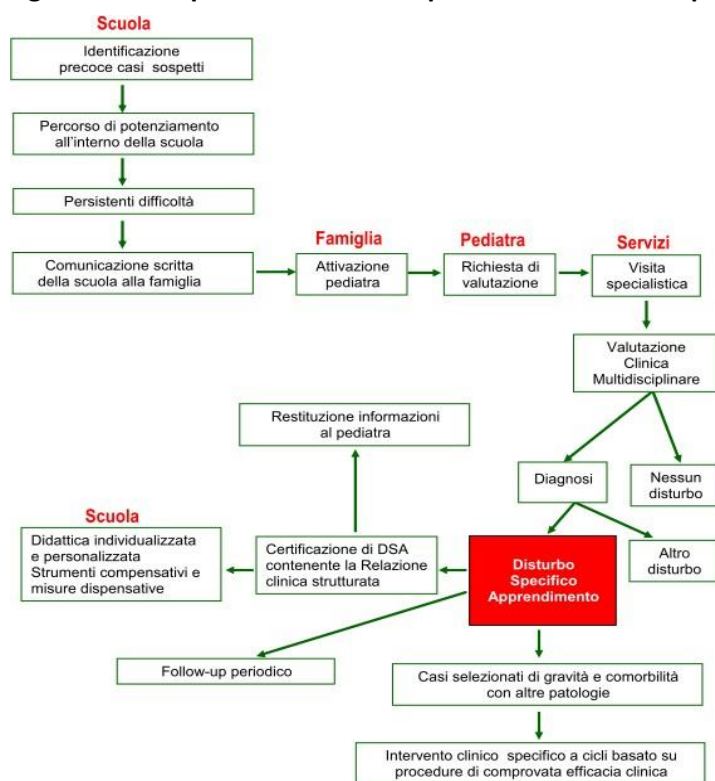 Scuola
Identificazione
precoce casi sospetti
Percorso di potenziamento
all'interno della scuola
Persistenti difficoltà
Comunicazione scritta
della scuola alla famiglia
Famiglia
Attivazione
pediatra
Pediatra
Richiesta di
valutazione
Servizi
Visita
specialistica
Valutazione
Clinica
Multidisciplinare
Restituzione informazioni
al pediatra
Diagnosi
Nessun
disturbo
Scuola
Didattica individualizzata
e personalizzata
Strumenti compensativi e
misure dispensative
Certificazione di DSA
contenente la Relazione
clinica strutturata
Disturbo
Specifico
Apprendimento
Altro
disturbo
Follow-up periodico
Casi selezionati di gravità e comorbilità
con altre patologie
Intervento clinico specifico a cicli basato su
procedure di comprovata efficacia clinica